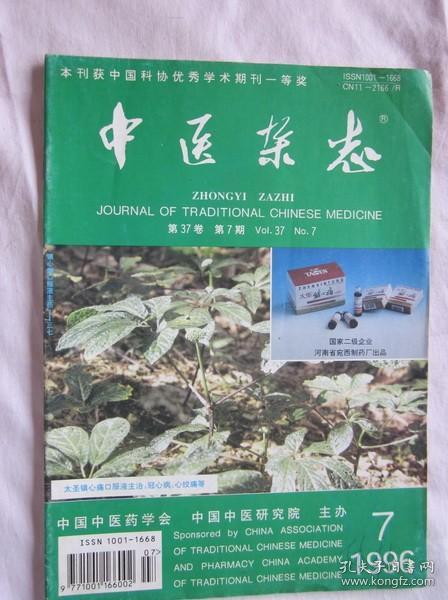 本刊获中国科协优秀学术期刊一等奖
ISSN1001-1668
CN11-2166/R
中医杂志®
ZHONGYI ZAZHI
JOURNAL OF TRADITIONAL CHINESE MEDICINE
第37卷 第7期 Vol.37 No.7
国家二级企业
河南省宛西制药厂出品
太圣镇心痛口服液主治:冠心病、心绞痛等
中国中医药学会 中国中医研究院 主办
Sponsored by CHINA ASSOCIATION
OF TRADITIONAL CHINESE MEDICINE
AND PHARMACY CHINA ACADEMY
OF TRADITIONAL CHINESE MEDICINE
7
1996
ISSN 1001-1668
07>
9 771001 166002
孔夫子旧书网